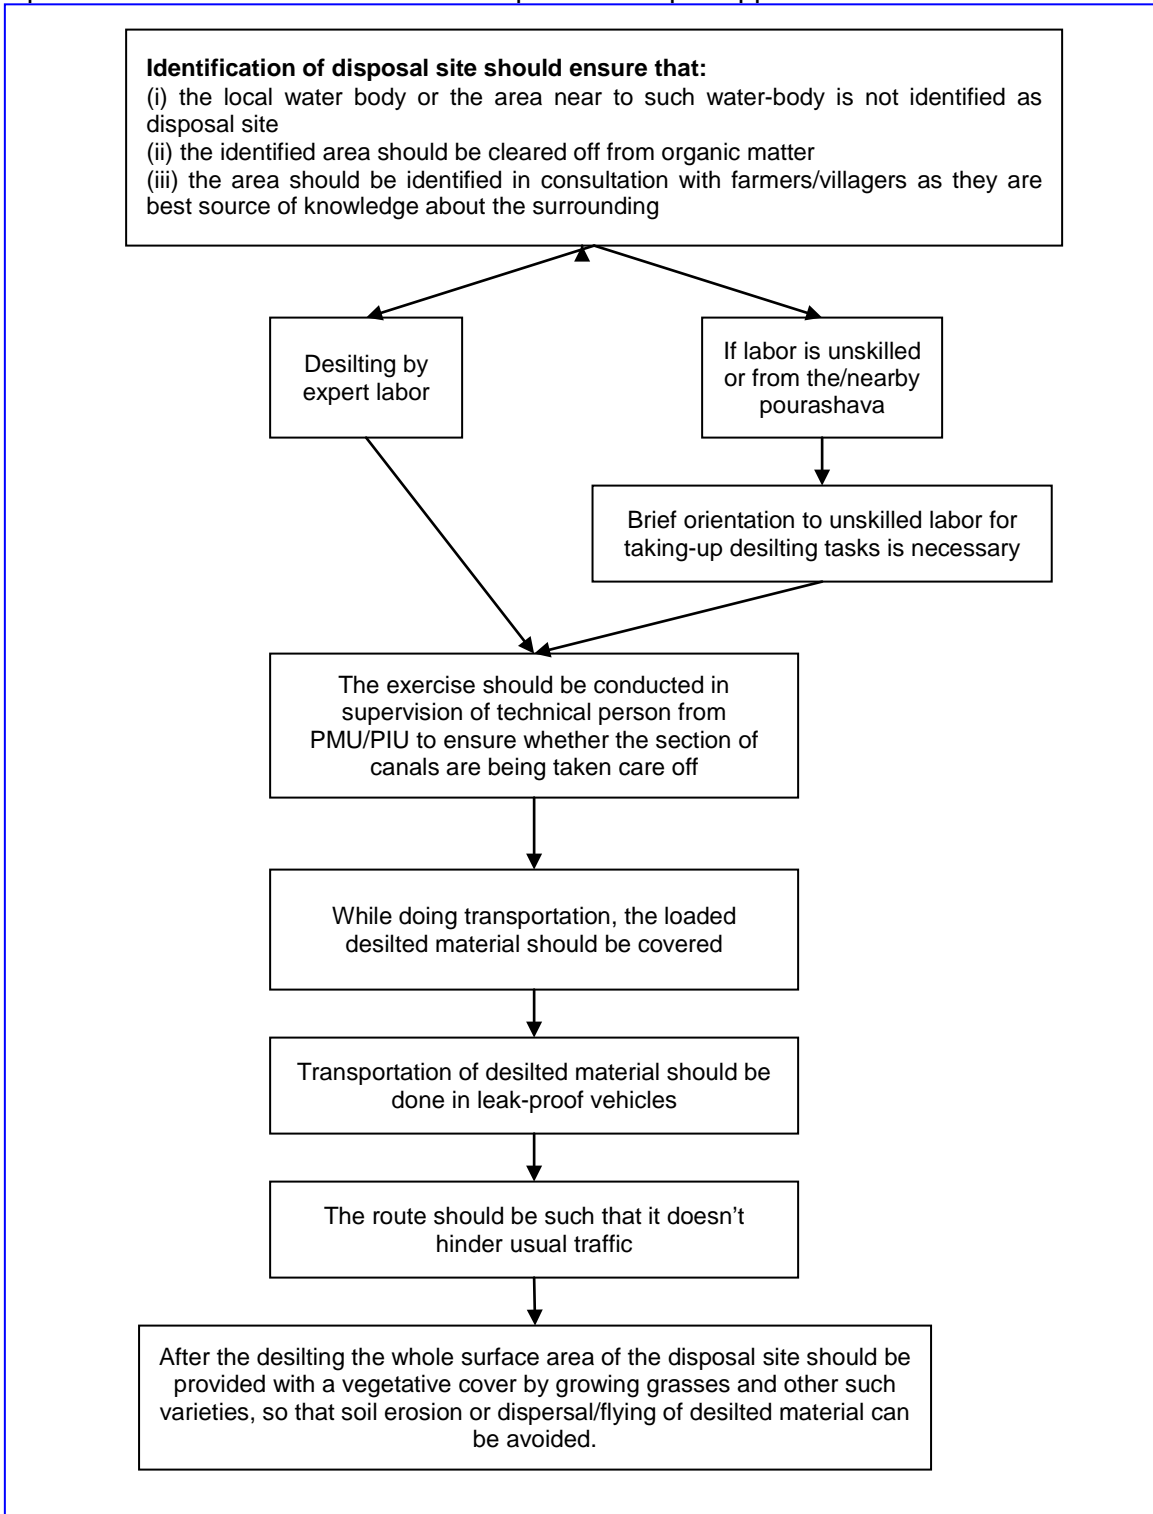 Identification of disposal site should ensure that:
(i) the local water body or the area near to such water-body is not identified as
disposal site
(ii) the identified area should be cleared off from organic matter
(iii) the area should be identified in consultation with farmers/villagers as they are
best source of knowledge about the surrounding
Desilting by
expert labor
If labor is unskilled
or from the/nearby
pourashava
Brief orientation to unskilled labor for
taking-up desilting tasks is necessary
The exercise should be conducted in
supervision of technical person from
PMU/PIU to ensure whether the section of
canals are being taken care off
While doing transportation, the loaded
desilted material should be covered
Transportation of desilted material should be
done in leak-proof vehicles
The route should be such that it doesn’t
hinder usual traffic
After the desilting the whole surface area of the disposal site should be
provided with a vegetative cover by growing grasses and other such
varieties, so that soil erosion or dispersal/flying of desilted material can
be avoided.